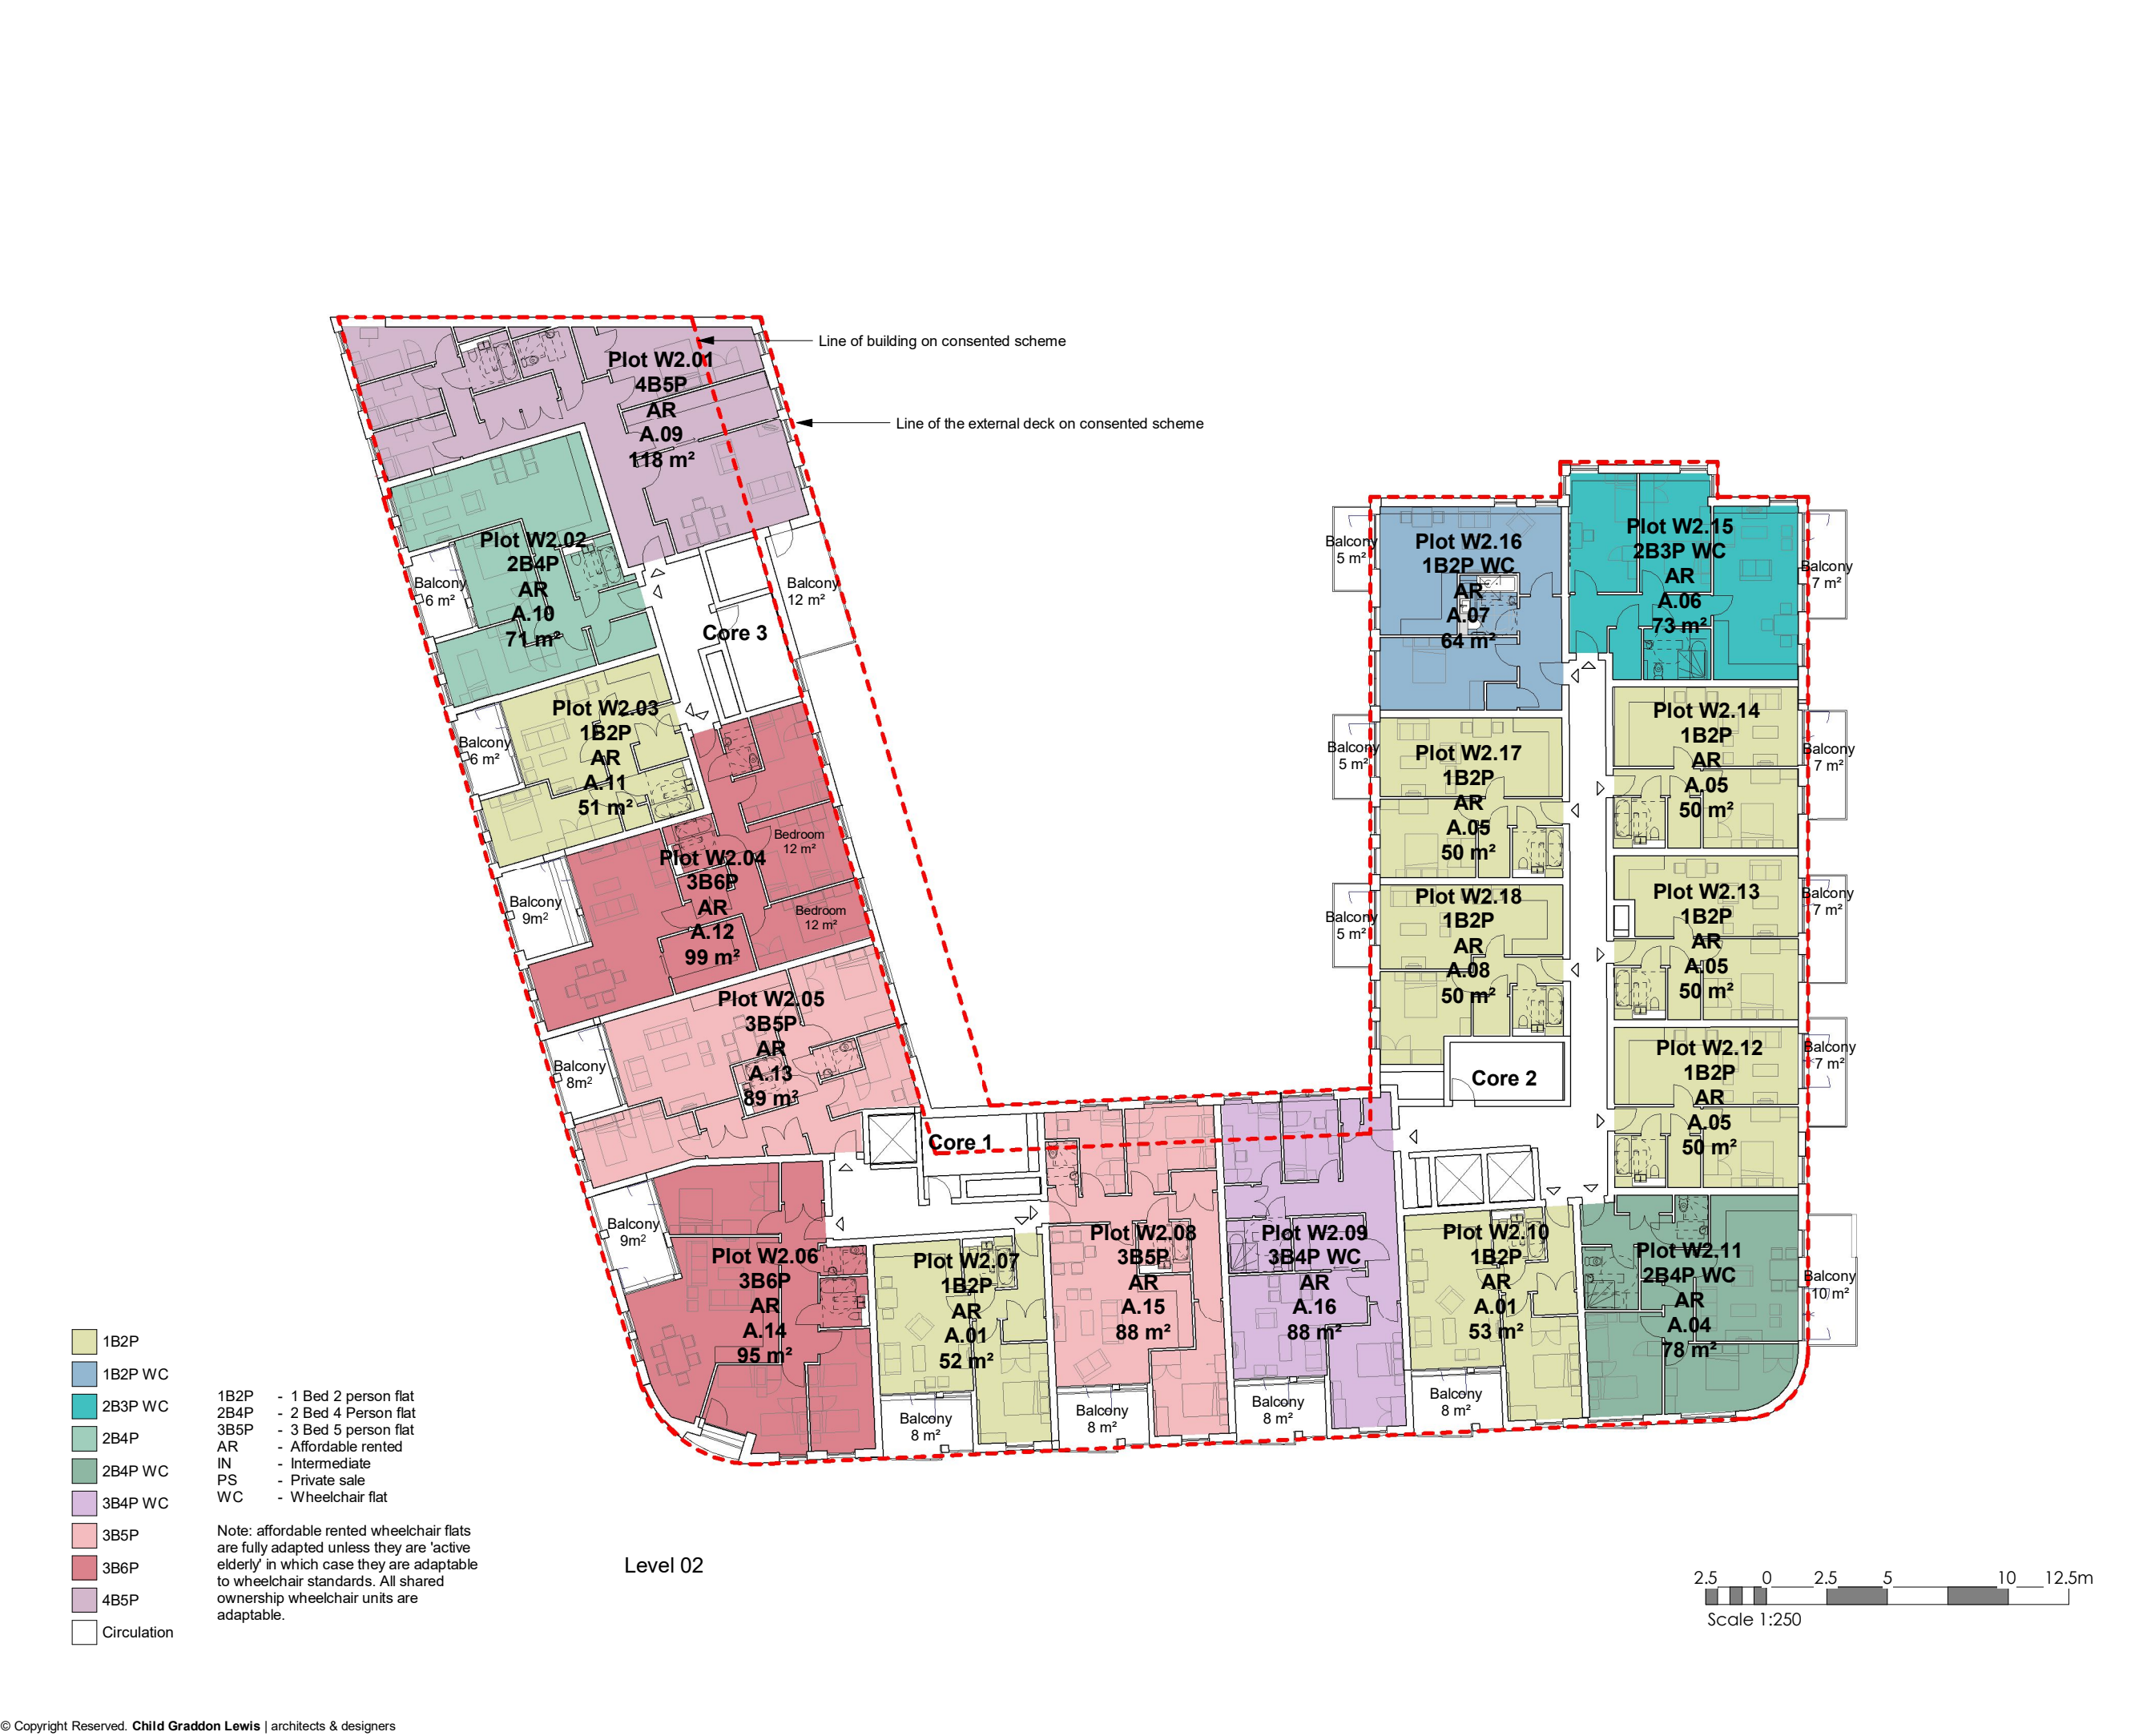 Line of building on consented scheme
Line of the external deck on consented scheme
Plot W2.01
4B5P
AR
A.09
118 m²
Plot W2.02
2B4P
AR
A.10
71 m²
Balcony
6 m²
Balcony
12 m²
Core 3
Plot W2.03
1B2P
AR
A.11
51 m²
Balcony
6 m²
Plot W2.04
3B6P
AR
A.12
99 m²
Bedroom
12 m²
Bedroom
12 m²
Balcony
9m²
Plot W2.05
3B5P
AR
A.13
89 m²
Balcony
8m²
Core 1
Plot W2.06
3B6P
AR
A.14
95 m²
Balcony
9m²
Plot W2.07
1B2P
AR
A.01
52 m²
Balcony
8 m²
Plot W2.08
3B5P
AR
A.15
88 m²
Balcony
8 m²
Plot W2.09
3B4P WC
AR
A.16
88 m²
Balcony
8 m²
Plot W2.10
1B2P
AR
A.01
53 m²
Balcony
8 m²
Plot W2.11
2B4P WC
AR
A.04
78 m²
Balcony
10 m²
Core 2
Plot W2.12
1B2P
AR
A.05
50 m²
Balcony
7 m²
Plot W2.13
1B2P
AR
A.05
50 m²
Balcony
7 m²
Plot W2.14
1B2P
AR
A.05
50 m²
Balcony
7 m²
Plot W2.15
2B3P WC
AR
A.06
73 m²
Balcony
7 m²
Plot W2.16
1B2P WC
AR
A.07
64 m²
Balcony
5 m²
Plot W2.17
1B2P
AR
A.05
50 m²
Balcony
5 m²
Plot W2.18
1B2P
AR
A.08
50 m²
Balcony
5 m²
1B2P
1B2P WC
2B3P WC
2B4P
2B4P WC
3B4P WC
3B5P
3B6P
4B5P
Circulation
1B2P - 1 Bed 2 person flat
2B4P - 2 Bed 4 Person flat
3B5P - 3 Bed 5 person flat
AR - Affordable rented
IN - Intermediate
PS - Private sale
WC - Wheelchair flat
Note: affordable rented wheelchair flats
are fully adapted unless they are 'active
elderly' in which case they are adaptable
to wheelchair standards. All shared
ownership wheelchair units are
adaptable.
Level 02
2.5 0 2.5 5 10 12.5m
Scale 1:250
© Copyright Reserved. Child Graddon Lewis | architects & designers